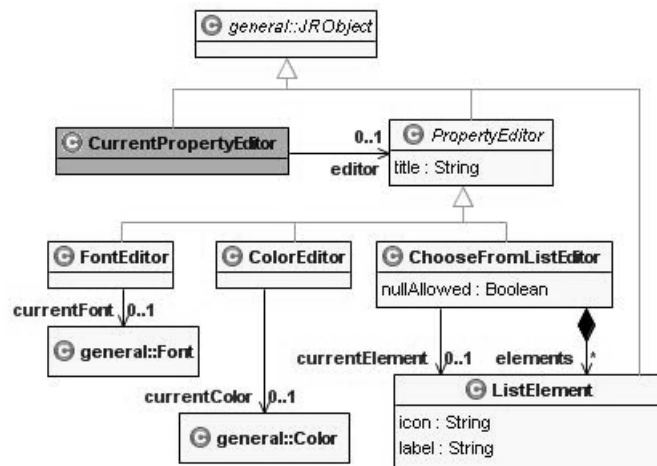 C general::JRObject
C CurrentPropertyEditor
0..1
editor
C PropertyEditor
title : String
C FontEditor
C ColorEditor
C ChooseFromListEditor
nullAllowed : Boolean
currentFont 0..1
general::Font
currentElement 0..1
elements *
currentColor 0..1
general::Color
C ListElement
icon : String
label : String